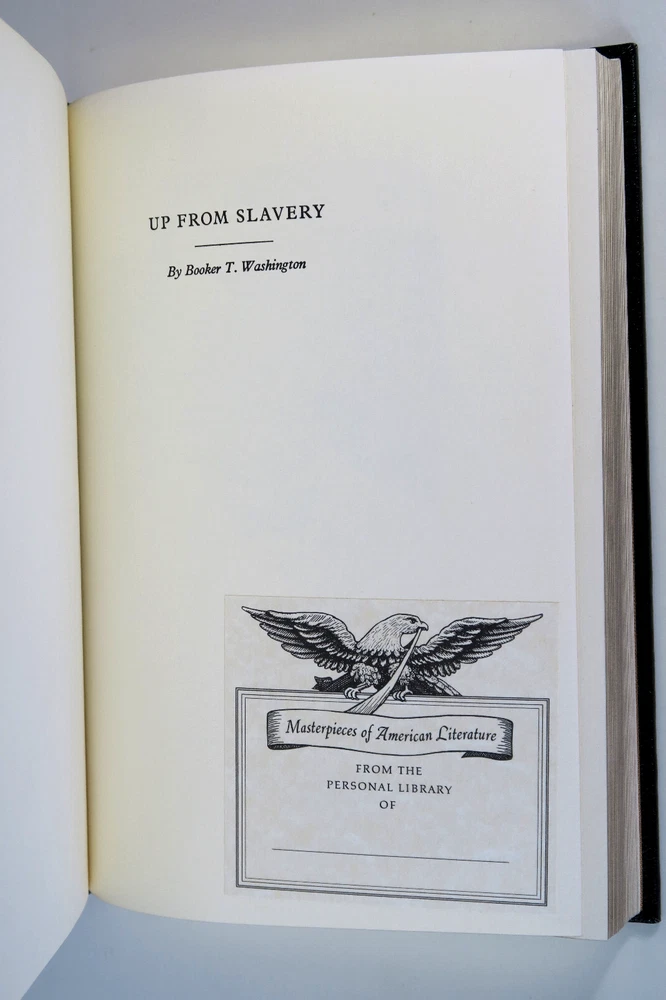 UP FROM SLAVERY
By Booker T. Washington
Masterpieces of American Literature
FROM THE
PERSONAL LIBRARY
OF